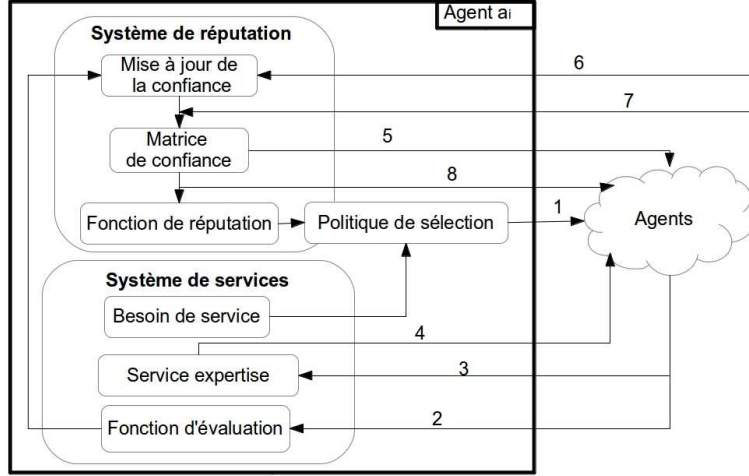 Agent ai
Système de réputation
Mise à jour de
la confiance
6
7
Matrice
de confiance
5
8
Fonction de réputation
Politique de sélection
1
Agents
Système de services
Besoin de service
4
Service expertise
3
Fonction d'évaluation
2